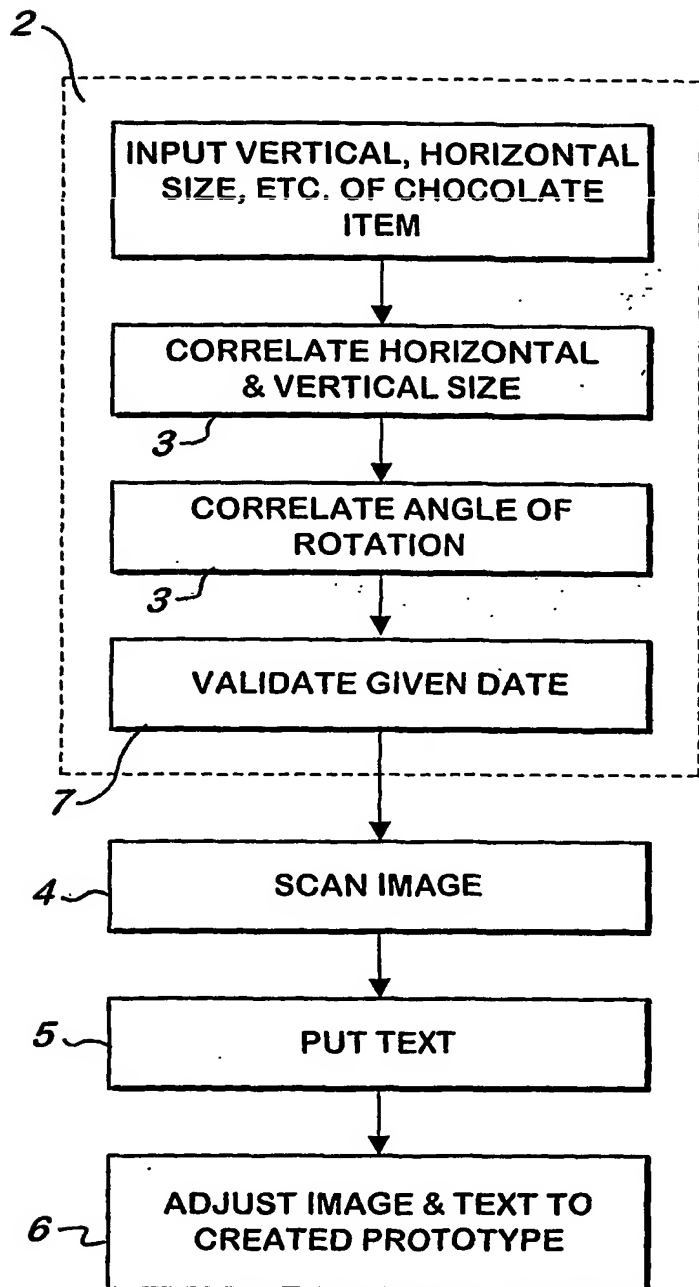 2
INPUT VERTICAL, HORIZONTAL
SIZE, ETC. OF CHOCOLATE
ITEM
CORRELATE HORIZONTAL
& VERTICAL SIZE
3
CORRELATE ANGLE OF
ROTATION
3
VALIDATE GIVEN DATE
7
4
SCAN IMAGE
5
PUT TEXT
6
ADJUST IMAGE & TEXT TO
CREATED PROTOTYPE